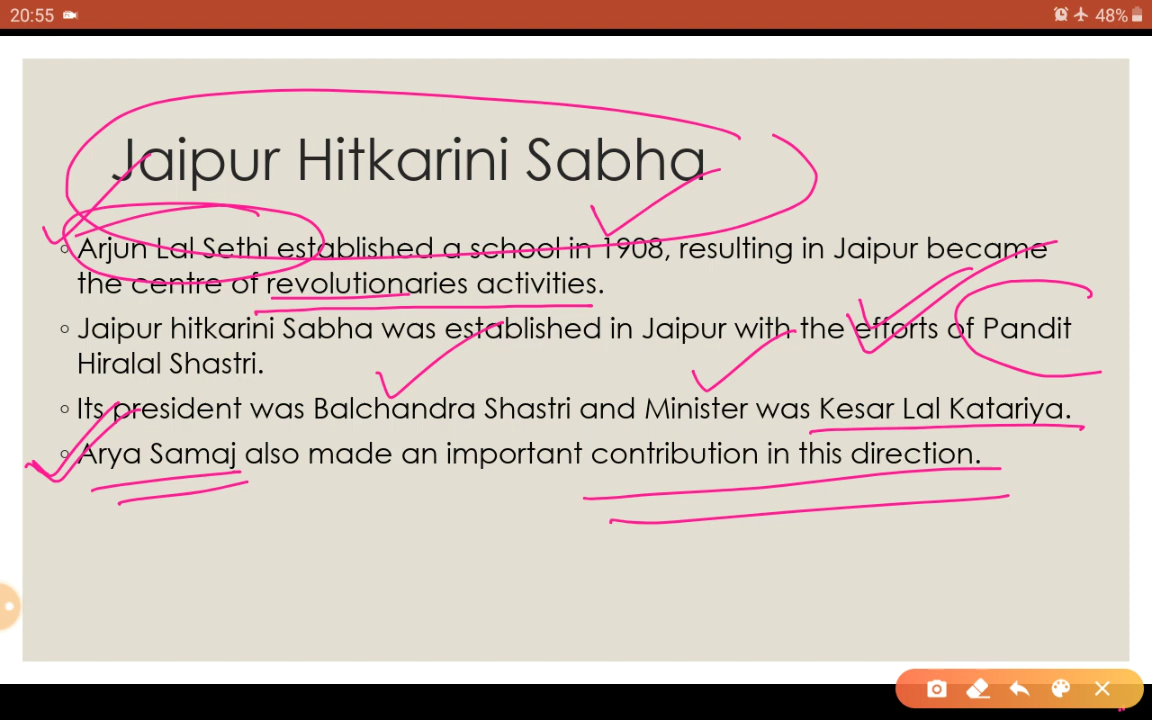 20:55
48%
Jaipur Hitkarini Sabha
Arjun Lal Sethi established a school in 1908, resulting in Jaipur became
the centre of revolutionaries activities.
Jaipur hitkarini Sabha was established in Jaipur with the efforts of Pandit
Hiralal Shastri.
Its president was Balchandra Shastri and Minister was Kesar Lal Katariya.
Arya Samaj also made an important contribution in this direction.